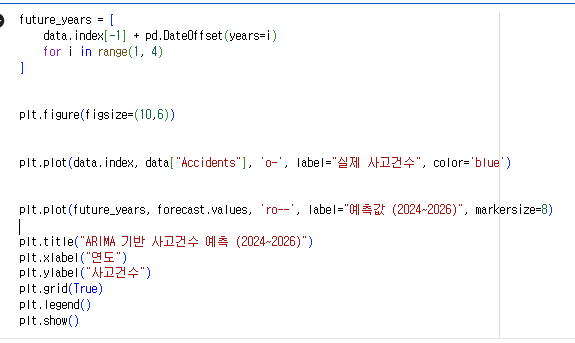 future_years = [
    data.index[-1] + pd.DateOffset(years=i)
    for i in range(1, 4)
]
plt.figure(figsize=(10,6))
plt.plot(data.index, data["Accidents"], 'o-', label="실제 사고건수", color='blue')
plt.plot(future_years, forecast.values, 'ro--', label="예측값 (2024~2026)", markersize=8)
plt.title("ARIMA 기반 사고건수 예측 (2024~2026)")
plt.xlabel("연도")
plt.ylabel("사고건수")
plt.grid(True)
plt.legend()
plt.show()